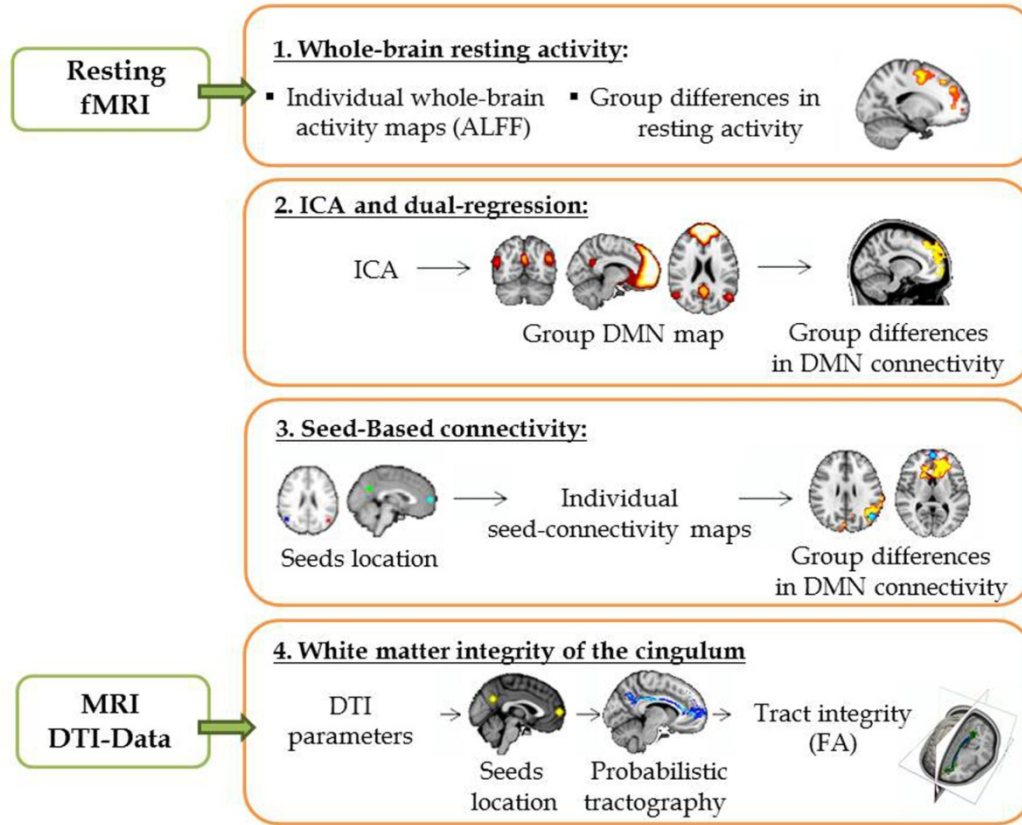 Resting
fMRI
1. Whole-brain resting activity:
▪ Individual whole-brain
activity maps (ALFF)
▪ Group differences in
resting activity
2. ICA and dual-regression:
ICA
Group DMN map
Group differences
in DMN connectivity
3. Seed-Based connectivity:
Seeds location
Individual
seed-connectivity maps
Group differences
in DMN connectivity
MRI
DTI-Data
4. White matter integrity of the cingulum
DTI
parameters
Seeds
location
Probabilistic
tractography
Tract integrity
(FA)